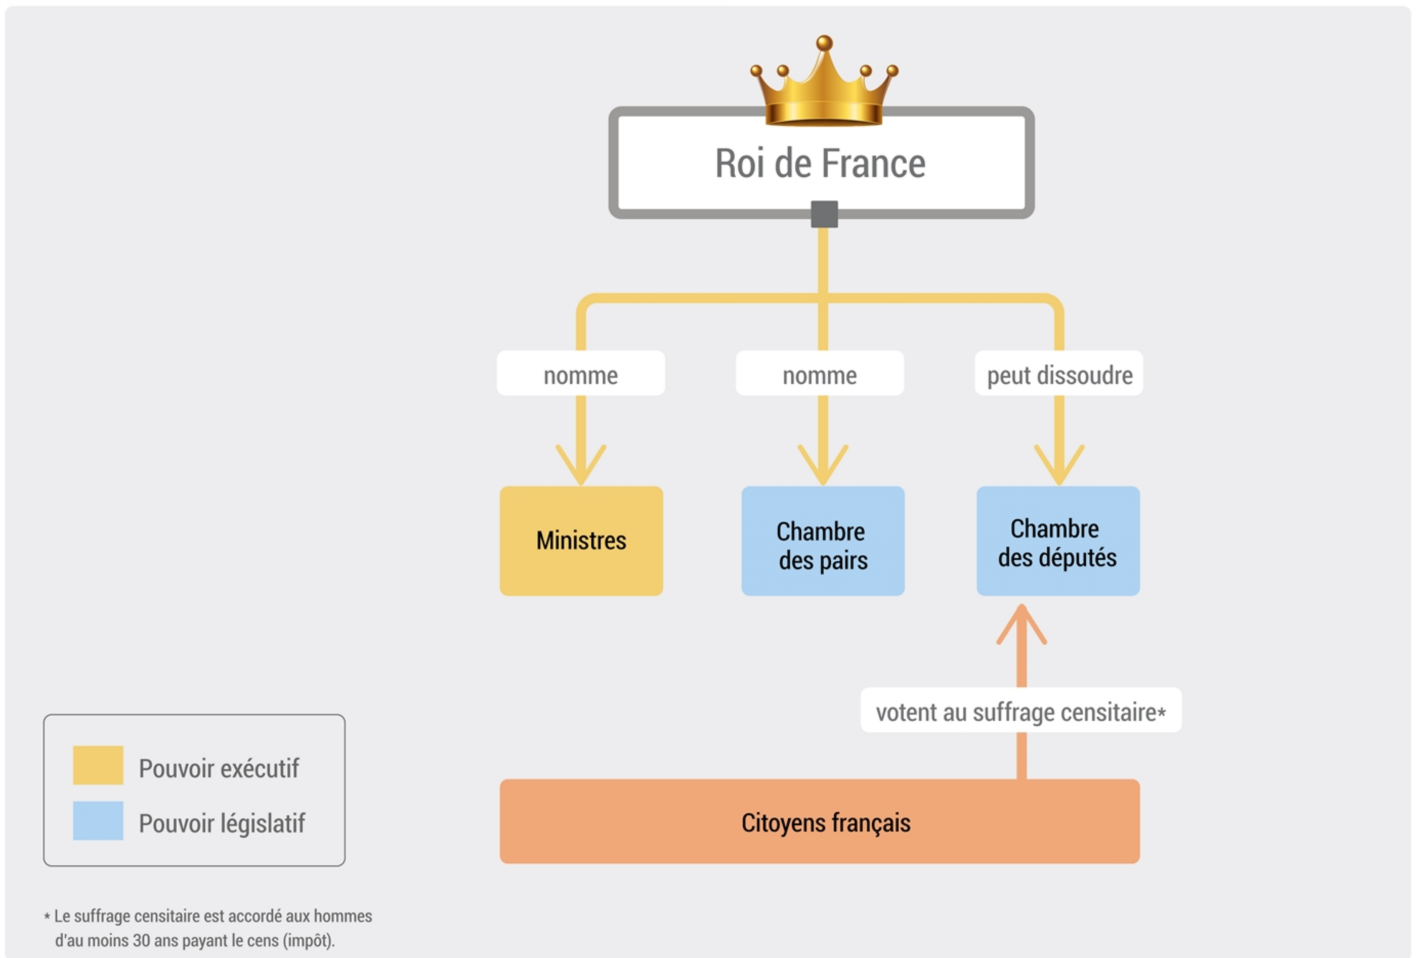 Roi de France
nomme
nomme
peut dissoudre
Ministres
Chambre
des pairs
Chambre
des députés
votent au suffrage censitaire*
Citoyens français
Pouvoir exécutif
Pouvoir législatif
* Le suffrage censitaire est accordé aux hommes
d'au moins 30 ans payant le cens (impôt).